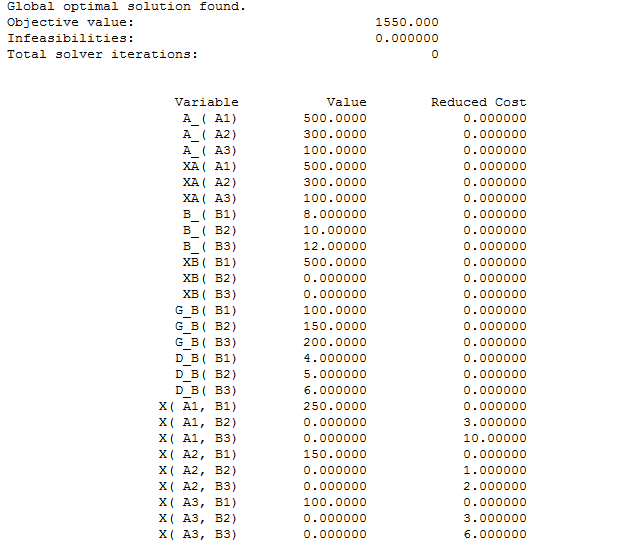 Global optimal solution found.
Objective value:                              1550.000
Infeasibilities:                              0.000000
Total solver iterations:                             0
Variable           Value        Reduced Cost
A_( A1)        500.0000            0.000000
A_( A2)        300.0000            0.000000
A_( A3)        100.0000            0.000000
XA( A1)        500.0000            0.000000
XA( A2)        300.0000            0.000000
XA( A3)        100.0000            0.000000
B_( B1)        8.000000            0.000000
B_( B2)        10.00000            0.000000
B_( B3)        12.00000            0.000000
XB( B1)        500.0000            0.000000
XB( B2)        0.000000            0.000000
XB( B3)        0.000000            0.000000
G_B( B1)        100.0000            0.000000
G_B( B2)        150.0000            0.000000
G_B( B3)        200.0000            0.000000
D_B( B1)        4.000000            0.000000
D_B( B2)        5.000000            0.000000
D_B( B3)        6.000000            0.000000
X( A1, B1)        250.0000            0.000000
X( A1, B2)        0.000000            3.000000
X( A1, B3)        0.000000            10.00000
X( A2, B1)        150.0000            0.000000
X( A2, B2)        0.000000            1.000000
X( A2, B3)        0.000000            2.000000
X( A3, B1)        100.0000            0.000000
X( A3, B2)        0.000000            3.000000
X( A3, B3)        0.000000            6.000000